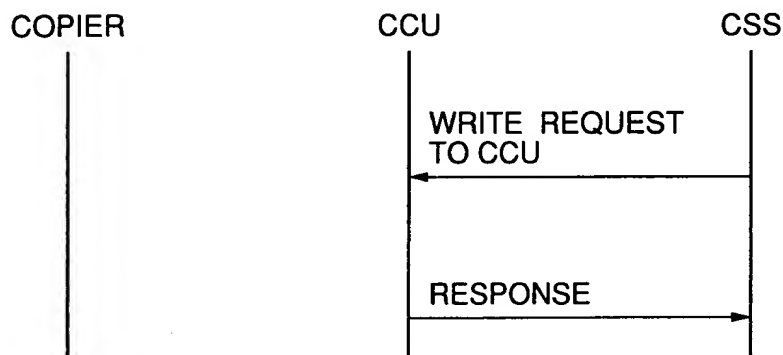 COPIER CCU CSS
WRITE REQUEST
TO CCU
RESPONSE